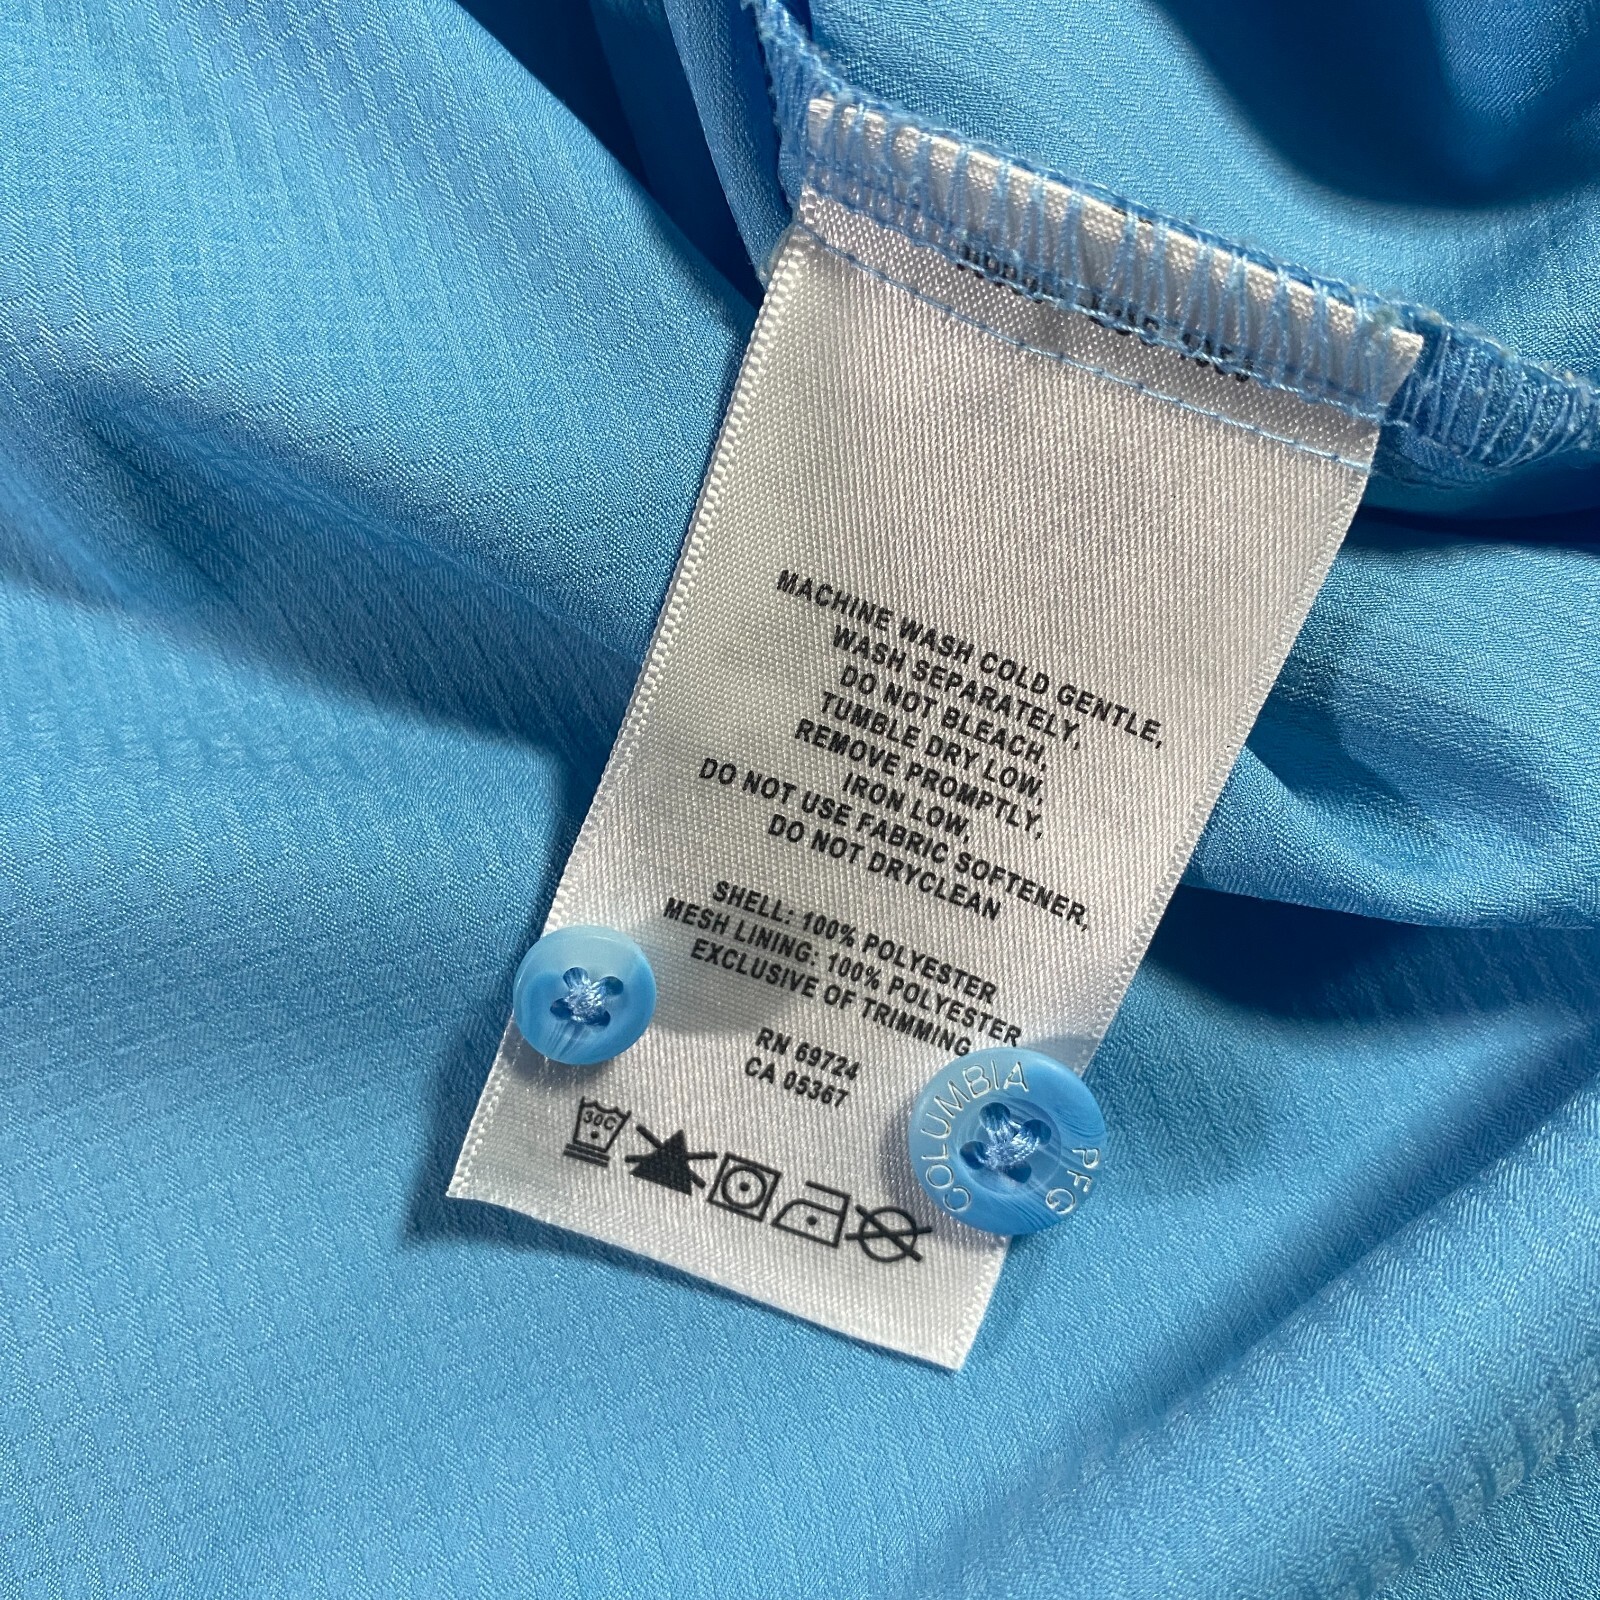 MACHINE WASH COLD GENTLE,
WASH SEPARATELY,
DO NOT BLEACH,
TUMBLE DRY LOW,
REMOVE PROMPTLY,
IRON LOW,
DO NOT USE FABRIC SOFTENER,
DO NOT DRYCLEAN
SHELL: 100% POLYESTER
MESH LINING: 100% POLYESTER
EXCLUSIVE OF TRIMMING
RN 69724
CA 05367
30C
COLUMBIA PFG